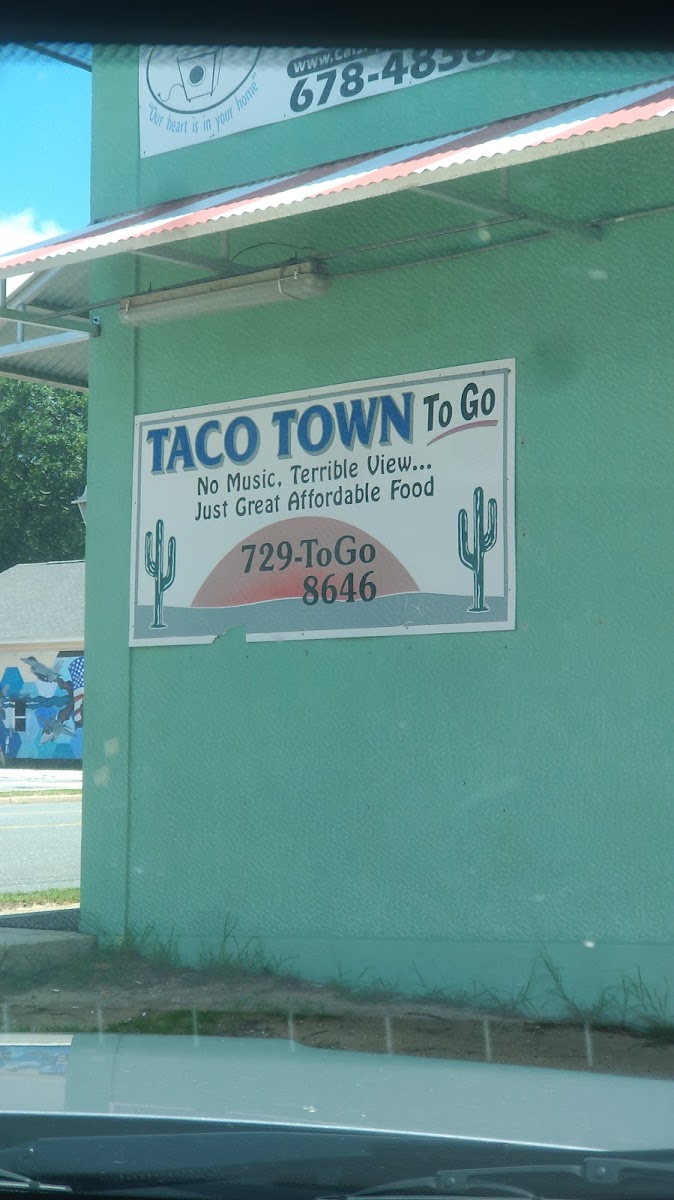 "Our heart is in your home"
678-4838
TACO TOWN To Go
No Music, Terrible View...
Just Great Affordable Food
729-ToGo
8646